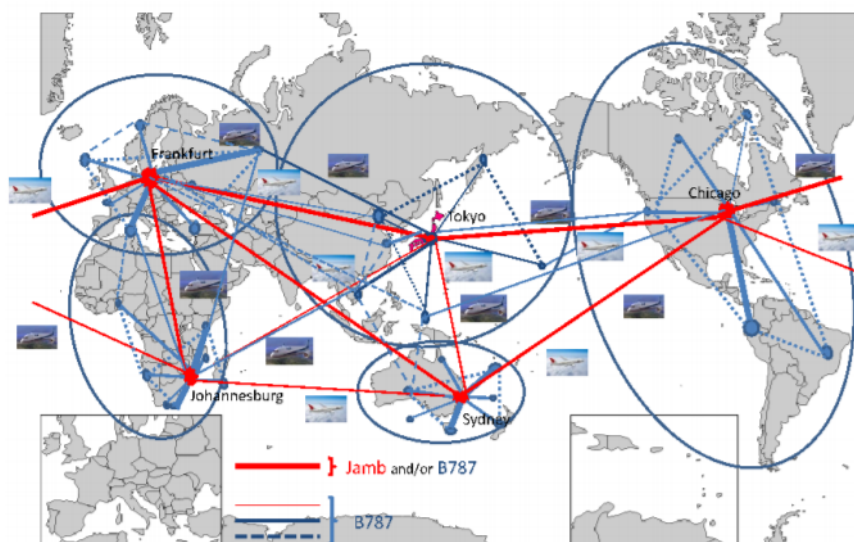 Frankfurt
Tokyo
Chicago
Johannesburg
Sydney
Jamb and/or B787
B787